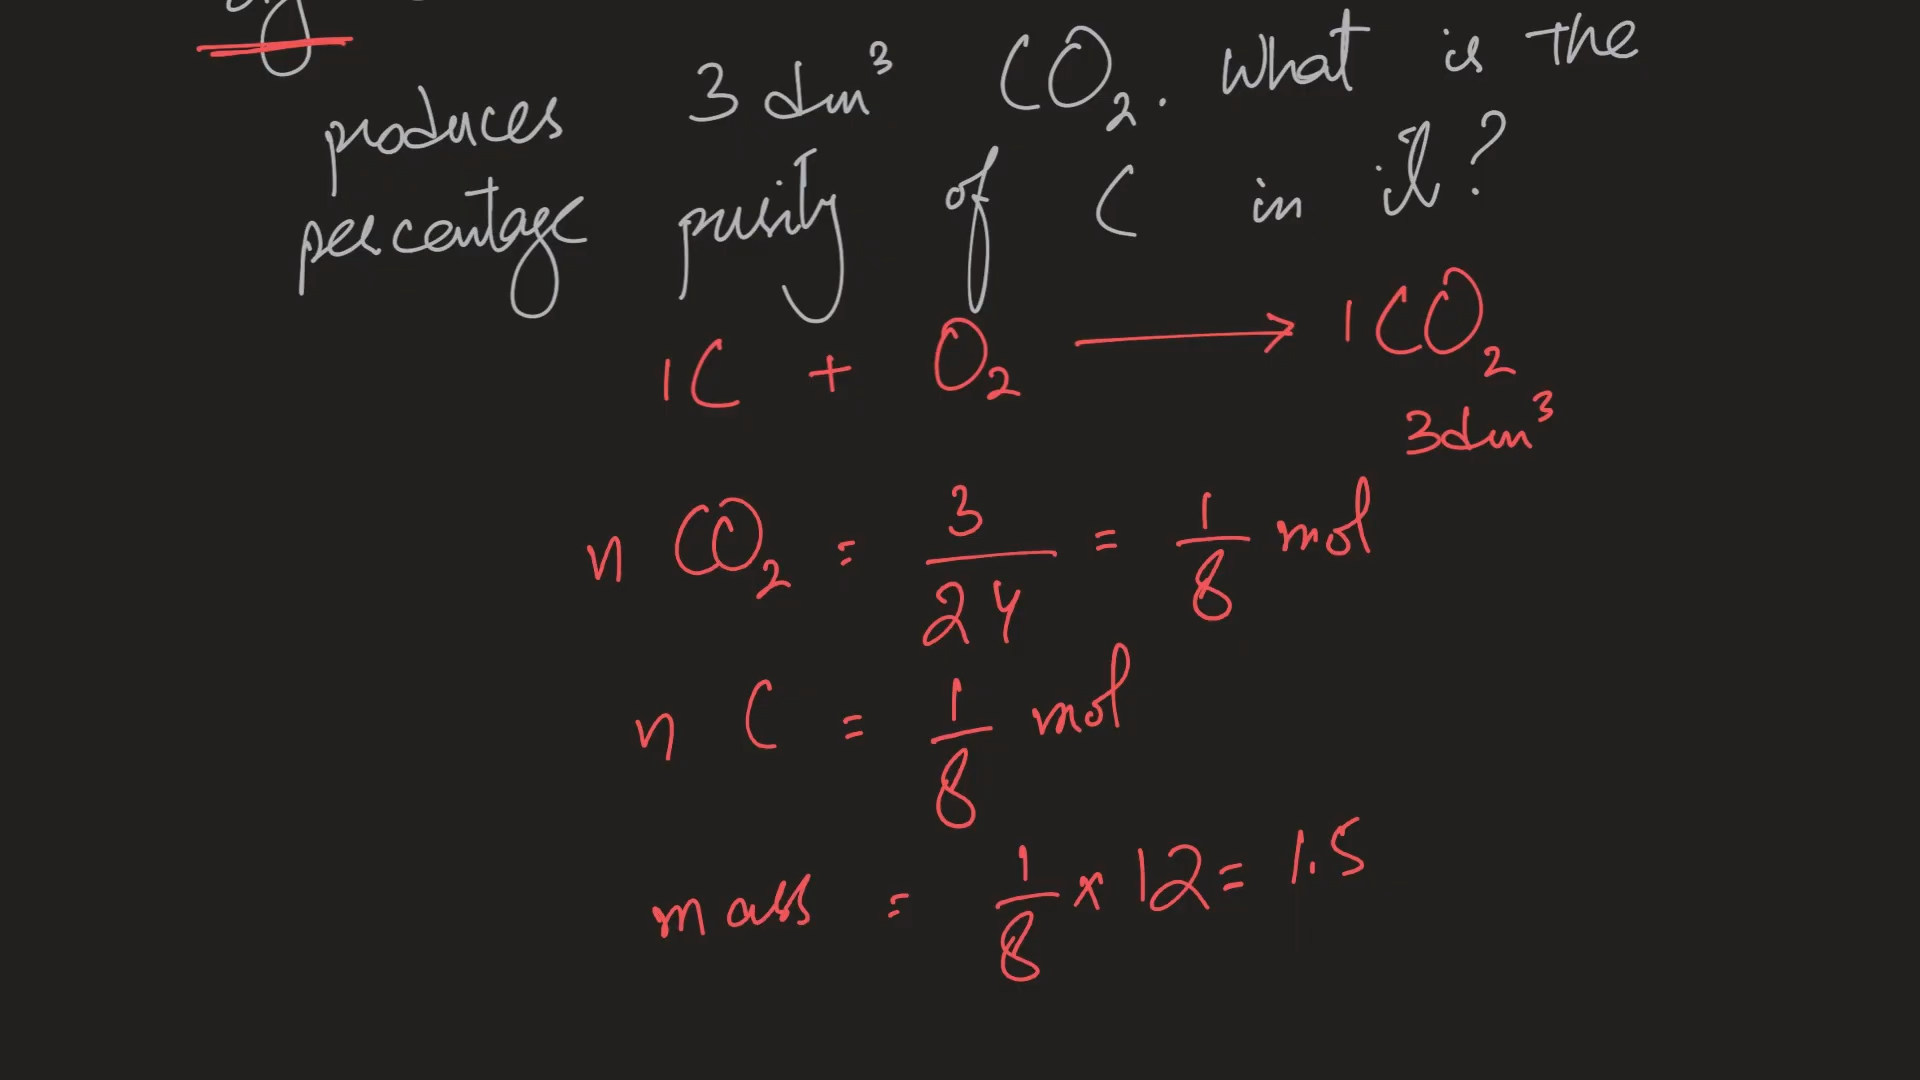 produces 3 dm³ CO₂. What is the
percentage purity of C in it?
1C + O₂ ⟶ 1CO₂
3dm³
n CO₂ = 3/24 = 1/8 mol
n C = 1/8 mol
mass = 1/8 × 12 = 1.5